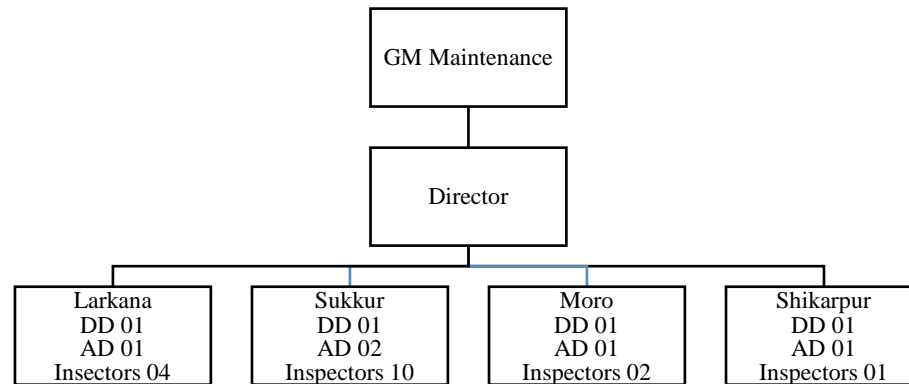 GM Maintenance
Director
Larkana
DD 01
AD 01
Insectors 04
Sukkur
DD 01
AD 02
Inspectors 10
Moro
DD 01
AD 01
Inspectors 02
Shikarpur
DD 01
AD 01
Inspectors 01